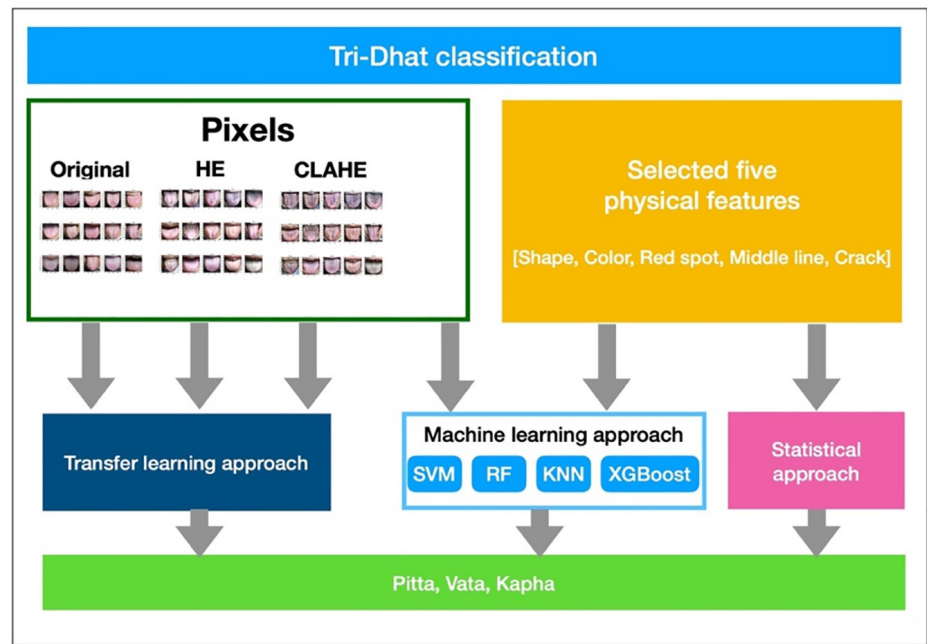 Tri-Dhat classification
Pixels
Original HE CLAHE
Selected five
physical features
[Shape, Color, Red spot, Middle line, Crack]
Transfer learning approach
Machine learning approach
SVM RF KNN XGBoost
Statistical
approach
Pitta, Vata, Kapha